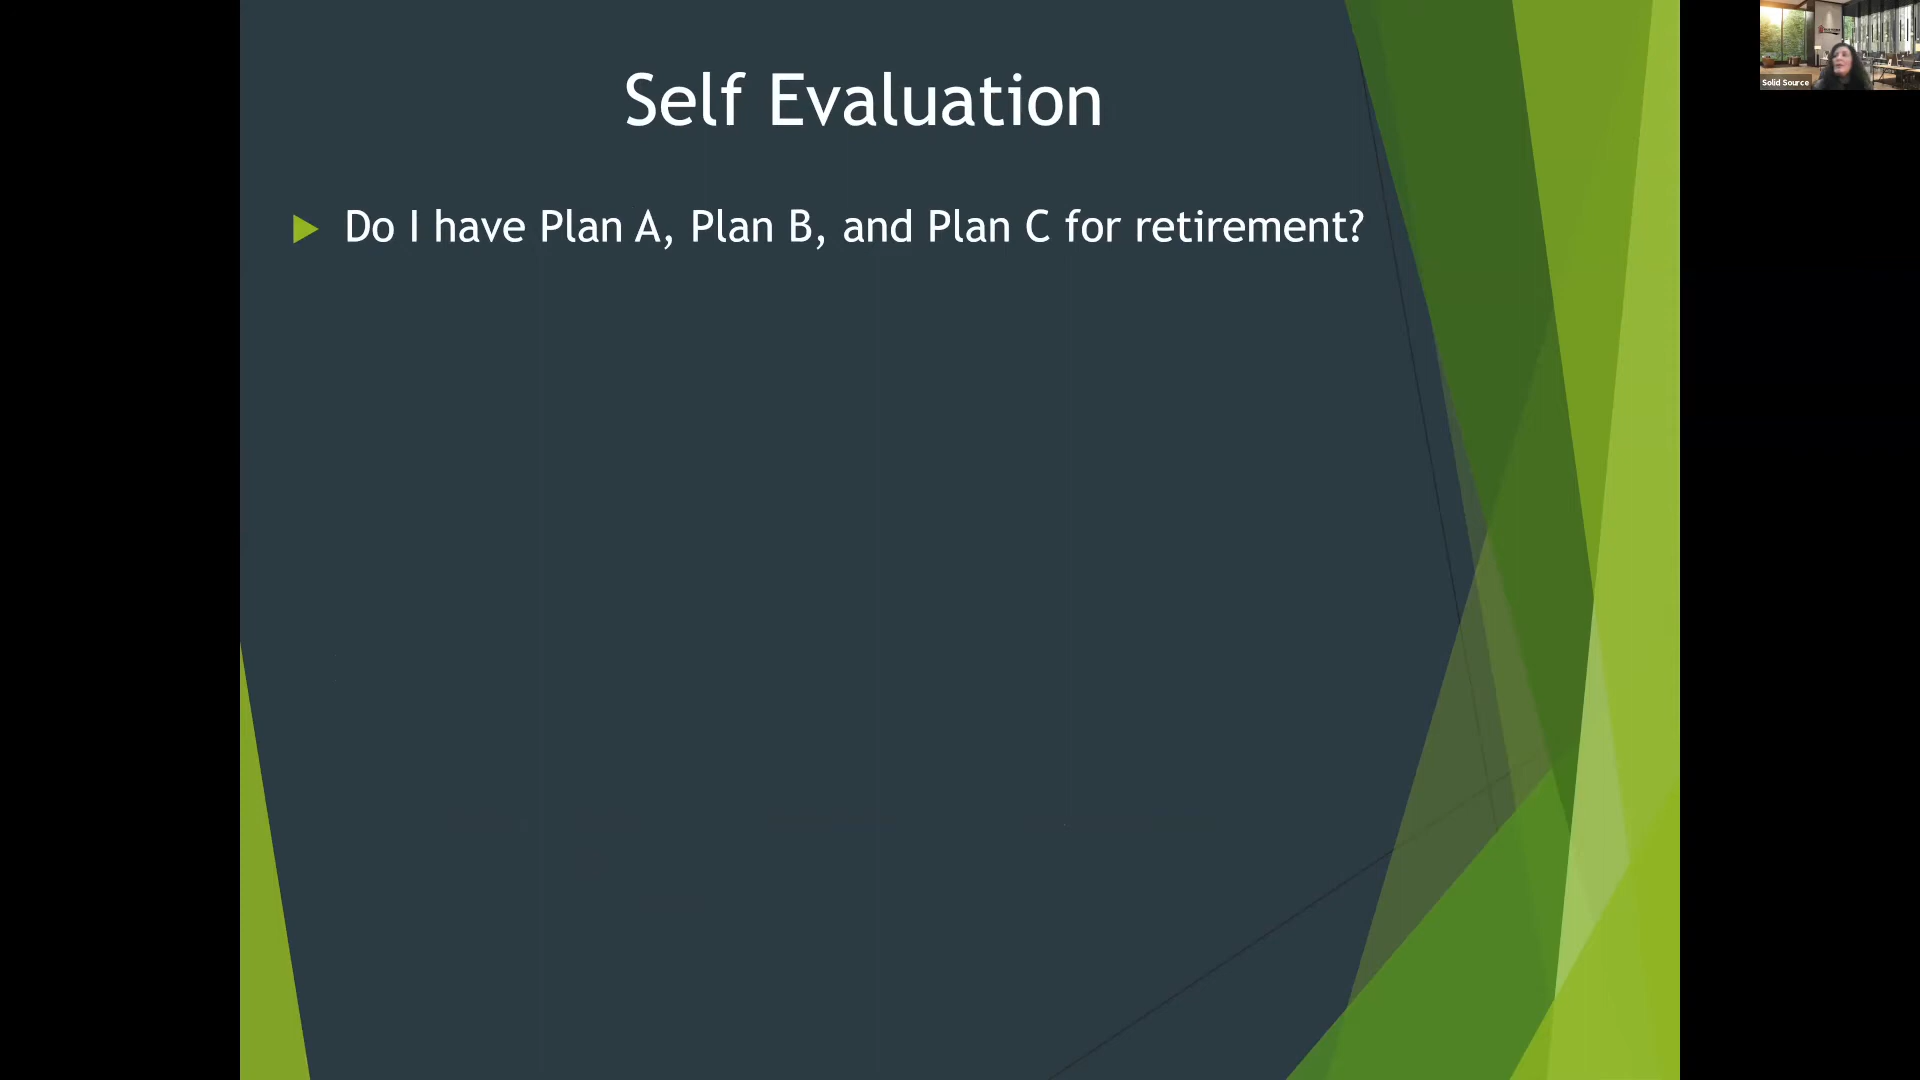 Self Evaluation
Do I have Plan A, Plan B, and Plan C for retirement?
Solid Source